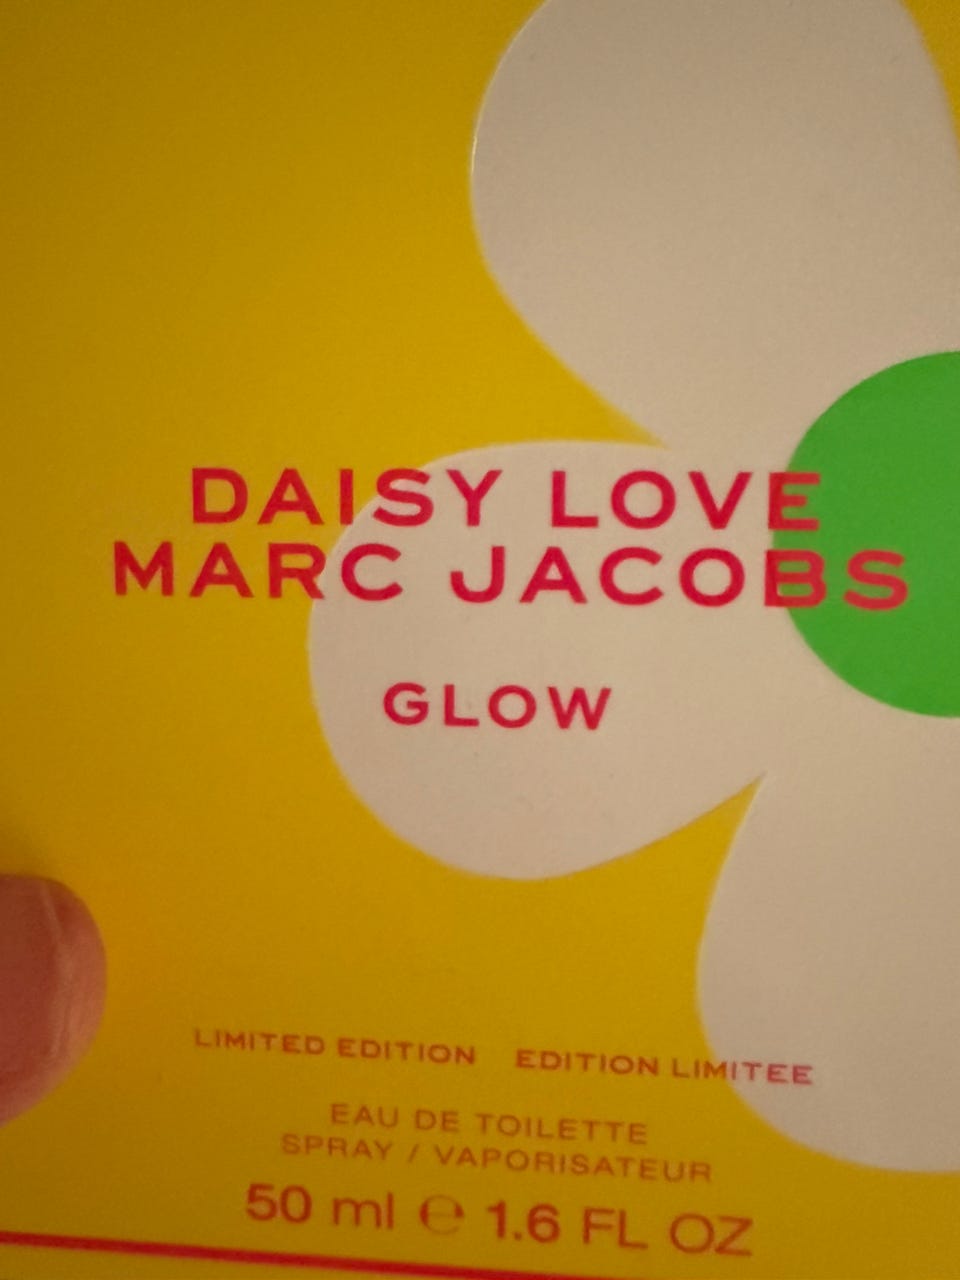 DAISY LOVE
MARC JACOBS
GLOW
LIMITED EDITION EDITION LIMITEE
EAU DE TOILETTE
SPRAY / VAPORISATEUR
50 ml ℮ 1.6 FL OZ